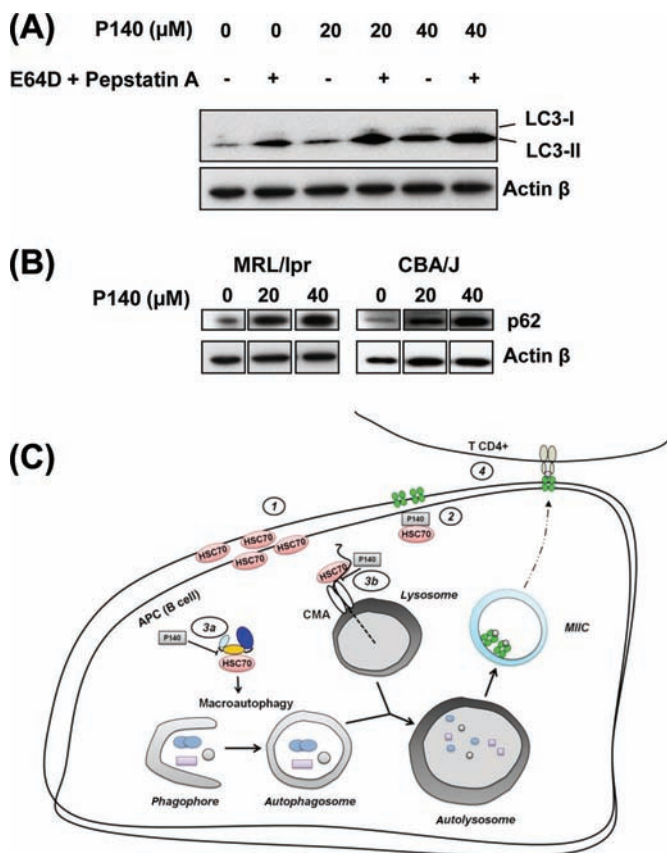 (A)
P140 (µM) 0 0 20 20 40 40
E64D + Pepstatin A - + - + - +
LC3-I
LC3-II
Actin β
(B)
MRL/lpr CBA/J
P140 (µM) 0 20 40 0 20 40
p62
Actin β
(C)
T CD4+
4
1
P140
2
HSC70
HSC70
HSC70
HSC70
HSC70
HSC70
P140
3b
Lysosome
CMA
APC (B cell)
MIIC
3a
P140
HSC70
Macroautophagy
Phagophore
Autophagosome
Autolysosome